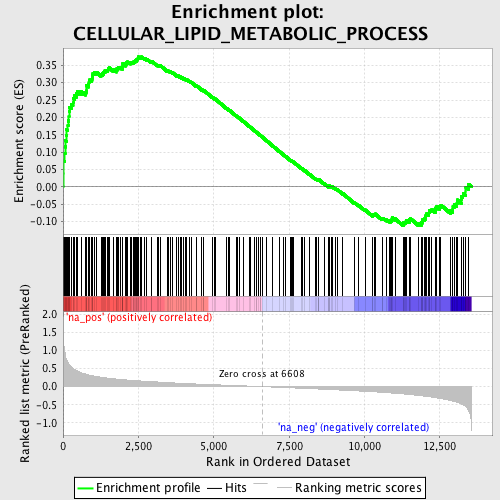 Enrichment plot:
CELLULAR_LIPID_METABOLIC_PROCESS
Enrichment score (ES)
0.35
0.30
0.25
0.20
0.15
0.10
0.05
0.00
-0.05
-0.10
Ranked list metric (PreRanked)
2.0
1.5
1.0
0.5
0.0
-0.5
-1.0
'na_pos' (positively correlated)
Zero cross at 6608
'na_neg' (negatively correlated)
0
2,500
5,000
7,500
10,000
12,500
Rank in Ordered Dataset
Enrichment profile
Hits
Ranking metric scores